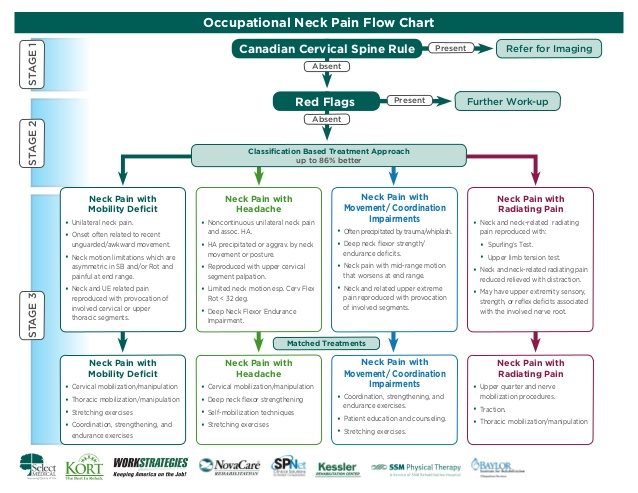 Occupational Neck Pain Flow Chart
STAGE 1
Canadian Cervical Spine Rule
Present
Refer for Imaging
Absent
STAGE 2
Red Flags
Present
Further Work-up
Absent
Classification Based Treatment Approach
up to 86% better
STAGE 3
Neck Pain with
Mobility Deficit
• Unilateral neck pain.
• Onset often related to recent
unguarded/awkward movement.
• Neck motion limitations which are
asymmetric in SB and/or Rot and
painful at end range.
• Neck and UE related pain
reproduced with provocation of
involved cervical or upper
thoracic segments.
Neck Pain with
Headache
• Noncontinuous unilateral neck pain
and assoc. HA.
• HA precipitated or aggrav. by neck
movement or posture.
• Reproduced with upper cervical
segment palpation.
• Limited neck motion esp. Cerv Flex
Rot < 32 deg.
• Deep Neck Flexor Endurance
Impairment.
Neck Pain with
Movement/ Coordination
Impairments
• Often precipitated by trauma/whiplash.
• Deep neck flexor strength/
endurance deficits.
• Neck pain with mid-range motion
that worsens at end range.
• Neck and related upper extreme
pain reproduced with provocation
of involved segments.
Neck Pain with
Radiating Pain
• Neck and neck- related radiating
pain reproduced with:
• Spurling's Test.
• Upper limb tension test.
• Neck and neck-related radiating pain
reduced relieved with distraction.
• May have upper extremity sensory,
strength, or reflex deficits associated
with the involved nerve root.
Matched Treatments
Neck Pain with
Mobility Deficit
• Cervical mobilization/manipulation
• Thoracic mobilization/manipulation
• Stretching exercises
• Coordination, strengthening, and
endurance exercises
Neck Pain with
Headache
• Cervical mobilization/manipulation
• Deep neck flexor strengthening
• Self-mobilization techniques
• Stretching exercises
Neck Pain with
Movement/ Coordination
Impairments
• Coordination, strengthening, and
endurance exercises.
• Patient education and counseling.
• Stretching exercises.
Neck Pain with
Radiating Pain
• Upper quarter and nerve
mobilization procedures.
• Traction.
• Thoracic mobilization/manipulation
Select
MEDICAL
KORT
The Best In Rehab.
WORKSTRATEGIES
Keeping America on the Job!
NovaCare
REHABILITATION
SPNet
Kessler
REHABILITATION CENTER
SSM Physical Therapy
BAYLOR